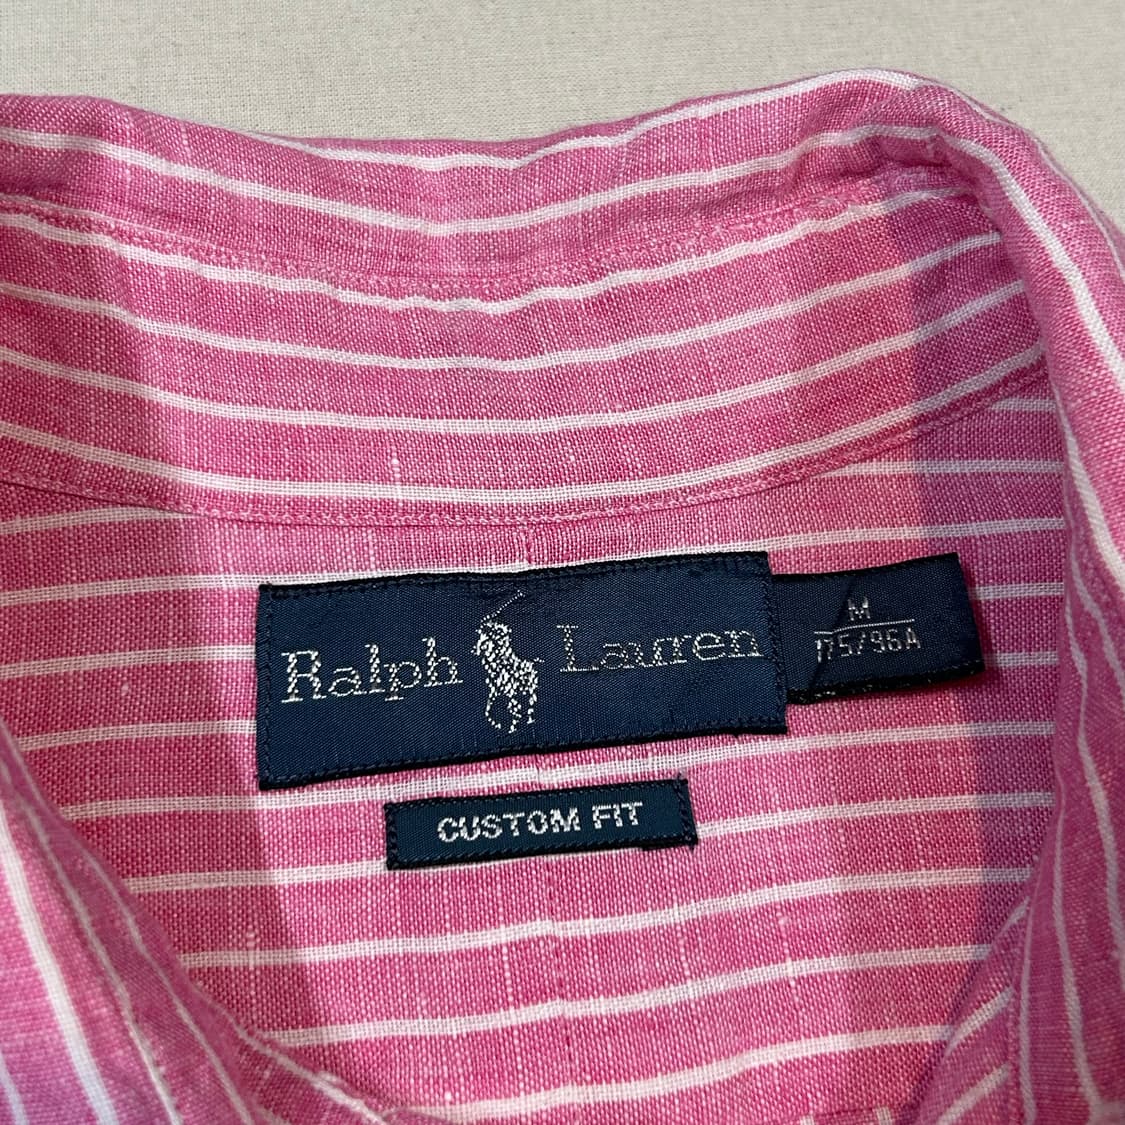 Ralph Lauren
M
175/96A
CUSTOM FIT